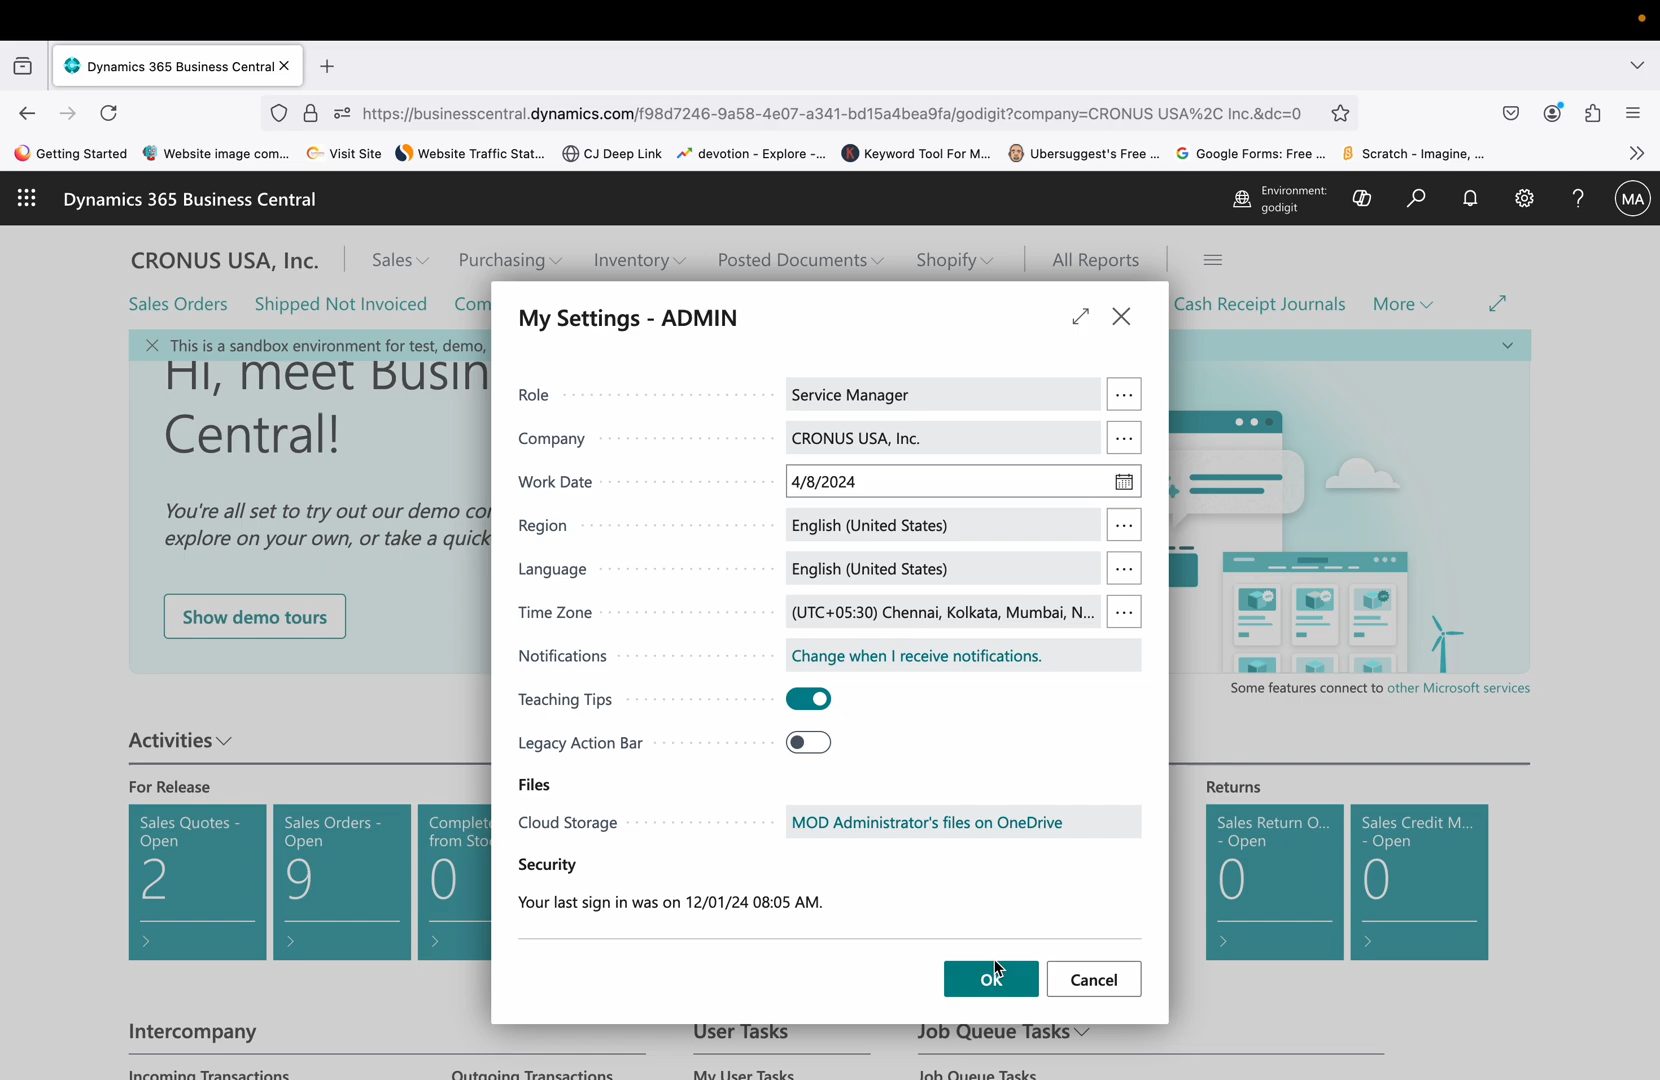 Dynamics 365 Business Central
https://businesscentral.dynamics.com/f98d7246-9a58-4e07-a341-bd15a4bea9fa/godigit?company=CRONUS USA%2C Inc.&dc=0
Getting Started Website image com... Visit Site Website Traffic Stat... CJ Deep Link devotion - Explore -... Keyword Tool For M... Ubersuggest's Free ... Google Forms: Free ... Scratch - Imagine, ...
Dynamics 365 Business Central
Environment:
godigit
MA
CRONUS USA, Inc. Sales Purchasing Inventory Posted Documents Shopify All Reports
Sales Orders Shipped Not Invoiced Com Cash Receipt Journals More
This is a sandbox environment for test, demo,
Hi, meet Busin
Central!
You're all set to try out our demo co
explore on your own, or take a quick
Show demo tours
Some features connect to other Microsoft services
My Settings - ADMIN
Role Service Manager
Company CRONUS USA, Inc.
Work Date 4/8/2024
Region English (United States)
Language English (United States)
Time Zone (UTC+05:30) Chennai, Kolkata, Mumbai, N...
Notifications Change when I receive notifications.
Teaching Tips
Legacy Action Bar
Files
Cloud Storage MOD Administrator's files on OneDrive
Security
Your last sign in was on 12/01/24 08:05 AM.
OK Cancel
Activities
For Release
Sales Quotes -
Open
2
Sales Orders -
Open
9
Complete
from Sto
0
Returns
Sales Return O...
- Open
0
Sales Credit M...
- Open
0
Intercompany User Tasks Job Queue Tasks
Incoming Transactions Outgoing Transactions My User Tasks Job Queue Tasks